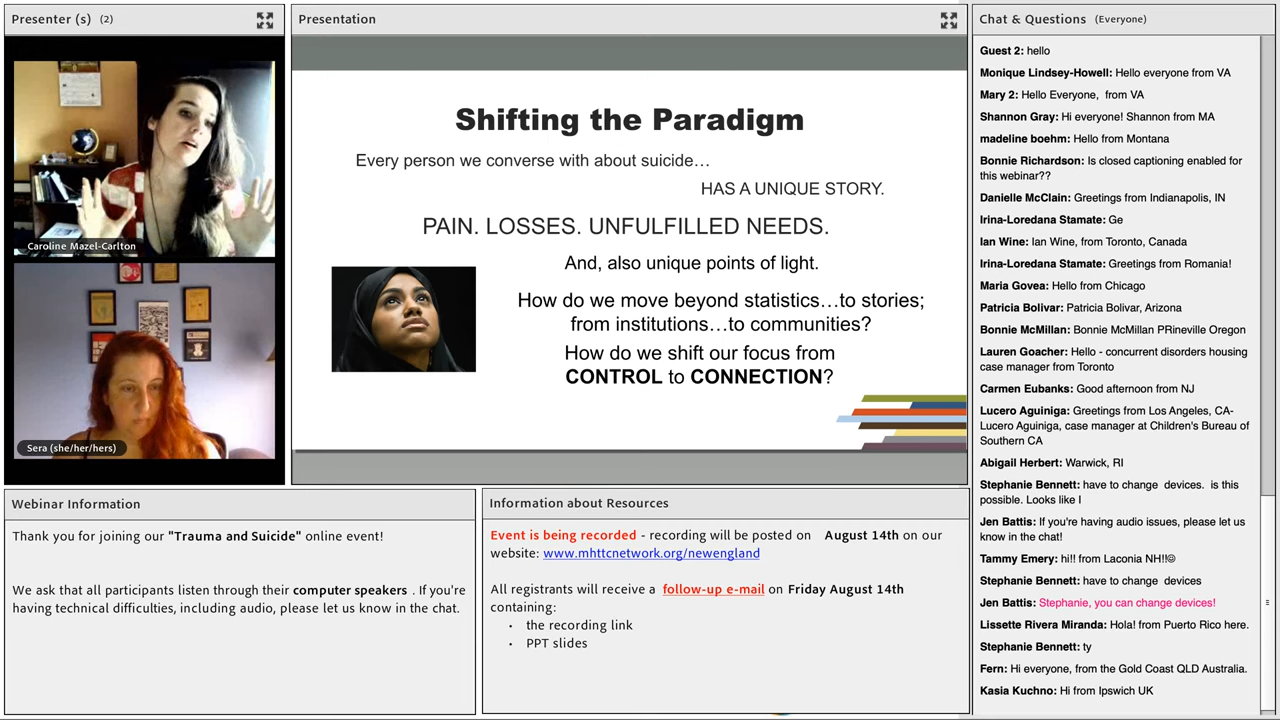 Presenter (s) (2)
Caroline Mazel-Carlton
Sera (she/her/hers)
Presentation
Shifting the Paradigm
Every person we converse with about suicide…
HAS A UNIQUE STORY.
PAIN. LOSSES. UNFULFILLED NEEDS.
And, also unique points of light.
How do we move beyond statistics…to stories;
from institutions…to communities?
How do we shift our focus from
CONTROL to CONNECTION?
Webinar Information
Thank you for joining our "Trauma and Suicide" online event!
We ask that all participants listen through their computer speakers . If you're
having technical difficulties, including audio, please let us know in the chat.
Information about Resources
Event is being recorded - recording will be posted on August 14th on our
website: www.mhttcnetwork.org/newengland
All registrants will receive a follow-up e-mail on Friday August 14th
containing:
• the recording link
• PPT slides
Chat & Questions (Everyone)
Guest 2: hello
Monique Lindsey-Howell: Hello everyone from VA
Mary 2: Hello Everyone, from VA
Shannon Gray: Hi everyone! Shannon from MA
madeline boehm: Hello from Montana
Bonnie Richardson: Is closed captioning enabled for
this webinar??
Danielle McClain: Greetings from Indianapolis, IN
Irina-Loredana Stamate: Ge
Ian Wine: Ian Wine, from Toronto, Canada
Irina-Loredana Stamate: Greetings from Romania!
Maria Govea: Hello from Chicago
Patricia Bolivar: Patricia Bolivar, Arizona
Bonnie McMillan: Bonnie McMillan PRineville Oregon
Lauren Goacher: Hello - concurrent disorders housing
case manager from Toronto
Carmen Eubanks: Good afternoon from NJ
Lucero Aguiniga: Greetings from Los Angeles, CA-
Lucero Aguiniga, case manager at Children's Bureau of
Southern CA
Abigail Herbert: Warwick, RI
Stephanie Bennett: have to change devices. is this
possible. Looks like I
Jen Battis: If you're having audio issues, please let us
know in the chat!
Tammy Emery: hi!! from Laconia NH!!☺
Stephanie Bennett: have to change devices
Jen Battis: Stephanie, you can change devices!
Lissette Rivera Miranda: Hola! from Puerto Rico here.
Stephanie Bennett: ty
Fern: Hi everyone, from the Gold Coast QLD Australia.
Kasia Kuchno: Hi from Ipswich UK